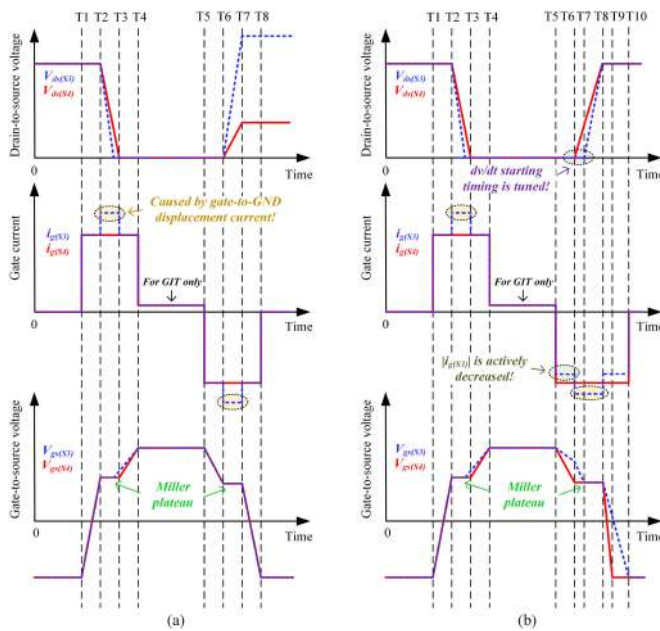 T1 T2 T3 T4 T5 T6 T7 T8
Drain-to-source voltage
Vds(S3)
Vds(S4)
0
Time
Caused by gate-to-GND
displacement current!
Gate current
ig(S3)
ig(S4)
For GIT only
0
Time
Gate-to-source voltage
Vgs(S3)
Vgs(S4)
Miller
plateau
0
Time
(a)
T1 T2 T3 T4 T5 T6 T7 T8 T9 T10
Drain-to-source voltage
Vds(S3)
Vds(S4)
0
Time
dv/dt starting
timing is tuned!
Gate current
ig(S3)
ig(S4)
For GIT only
0
Time
|ig(S3)| is actively
decreased!
Gate-to-source voltage
Vgs(S3)
Vgs(S4)
Miller
plateau
0
Time
(b)